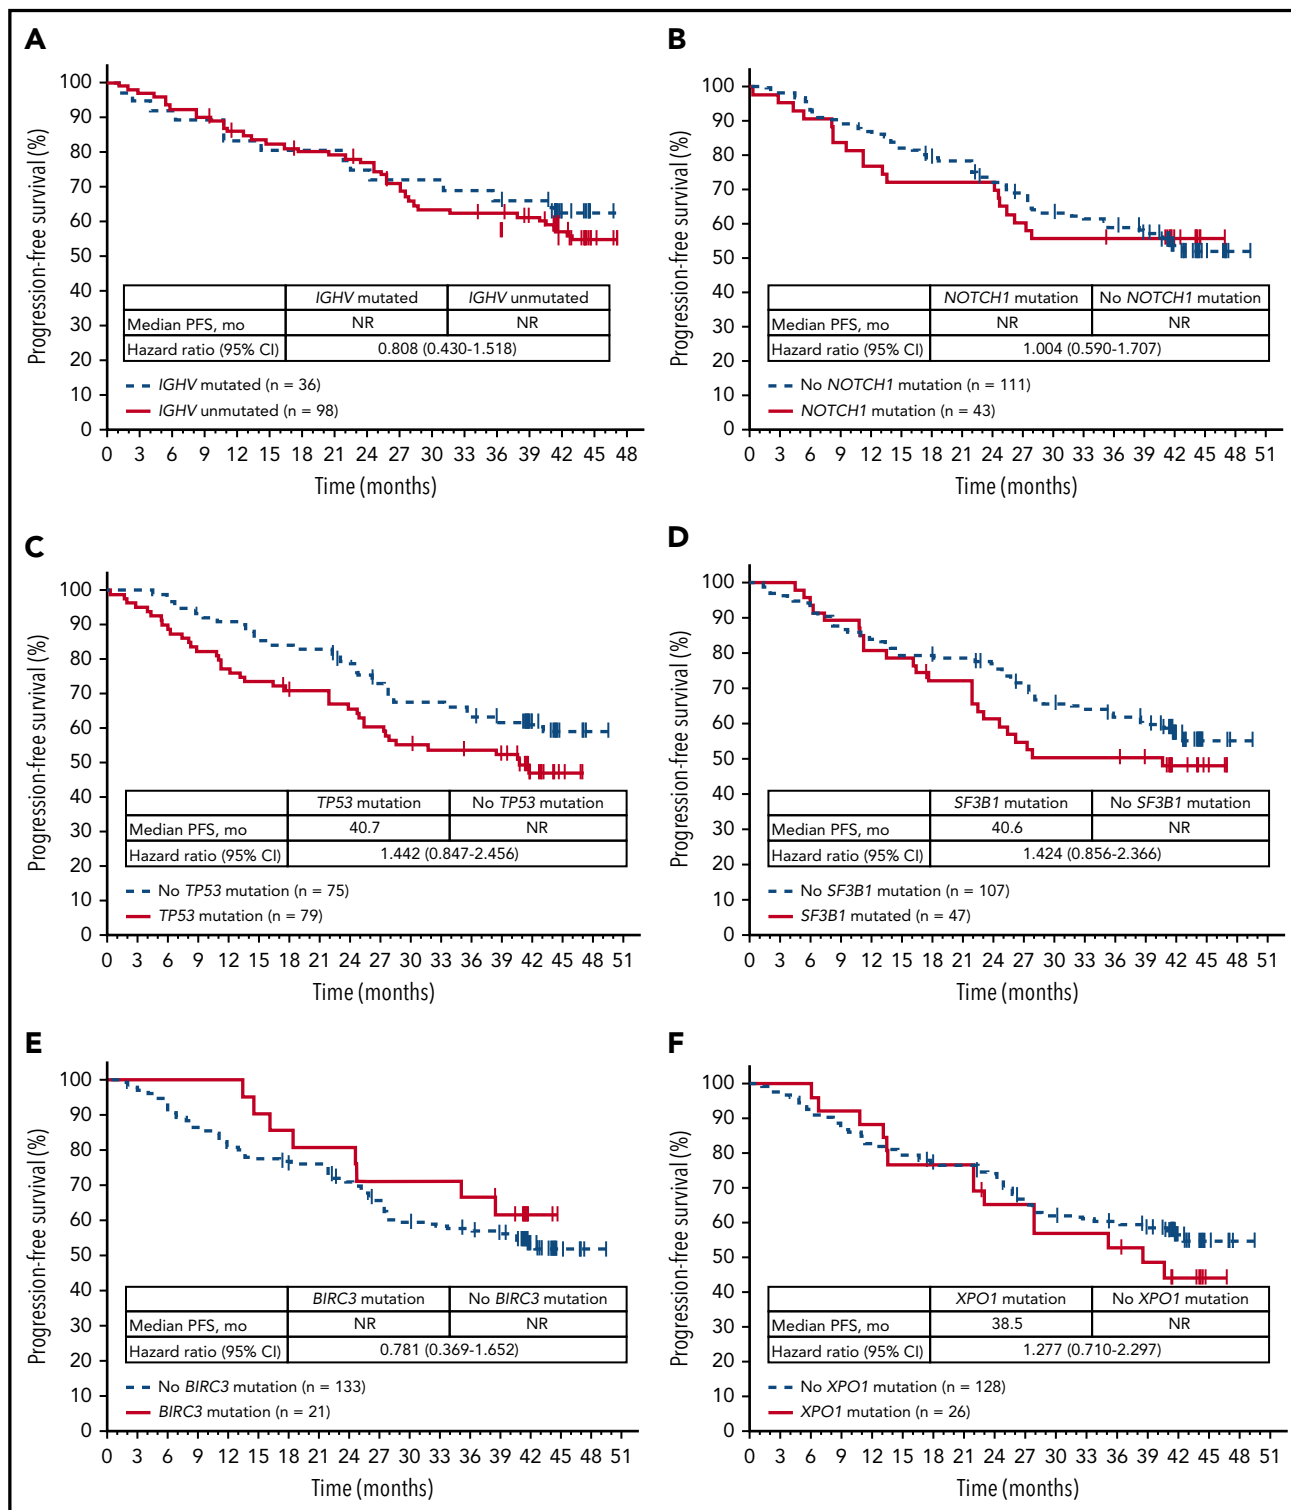 A
Progression-free survival (%)
100
90
80
70
60
50
40
30
20
10
0
IGHV mutated IGHV unmutated
Median PFS, mo NR NR
Hazard ratio (95% CI) 0.808 (0.430-1.518)
IGHV mutated (n = 36)
IGHV unmutated (n = 98)
0 3 6 9 12 15 18 21 24 27 30 33 36 39 42 45 48
Time (months)
B
Progression-free survival (%)
100
90
80
70
60
50
40
30
20
10
0
NOTCH1 mutation No NOTCH1 mutation
Median PFS, mo NR NR
Hazard ratio (95% CI) 1.004 (0.590-1.707)
No NOTCH1 mutation (n = 111)
NOTCH1 mutation (n = 43)
0 3 6 9 12 15 18 21 24 27 30 33 36 39 42 45 48 51
Time (months)
C
Progression-free survival (%)
100
90
80
70
60
50
40
30
20
10
0
TP53 mutation No TP53 mutation
Median PFS, mo 40.7 NR
Hazard ratio (95% CI) 1.442 (0.847-2.456)
No TP53 mutation (n = 75)
TP53 mutation (n = 79)
0 3 6 9 12 15 18 21 24 27 30 33 36 39 42 45 48 51
Time (months)
D
Progression-free survival (%)
100
90
80
70
60
50
40
30
20
10
0
SF3B1 mutation No SF3B1 mutation
Median PFS, mo 40.6 NR
Hazard ratio (95% CI) 1.424 (0.856-2.366)
No SF3B1 mutation (n = 107)
SF3B1 mutated (n = 47)
0 3 6 9 12 15 18 21 24 27 30 33 36 39 42 45 48 51
Time (months)
E
Progression-free survival (%)
100
90
80
70
60
50
40
30
20
10
0
BIRC3 mutation No BIRC3 mutation
Median PFS, mo NR NR
Hazard ratio (95% CI) 0.781 (0.369-1.652)
No BIRC3 mutation (n = 133)
BIRC3 mutation (n = 21)
0 3 6 9 12 15 18 21 24 27 30 33 36 39 42 45 48 51
Time (months)
F
Progression-free survival (%)
100
90
80
70
60
50
40
30
20
10
0
XPO1 mutation No XPO1 mutation
Median PFS, mo 38.5 NR
Hazard ratio (95% CI) 1.277 (0.710-2.297)
No XPO1 mutation (n = 128)
XPO1 mutation (n = 26)
0 3 6 9 12 15 18 21 24 27 30 33 36 39 42 45 48 51
Time (months)